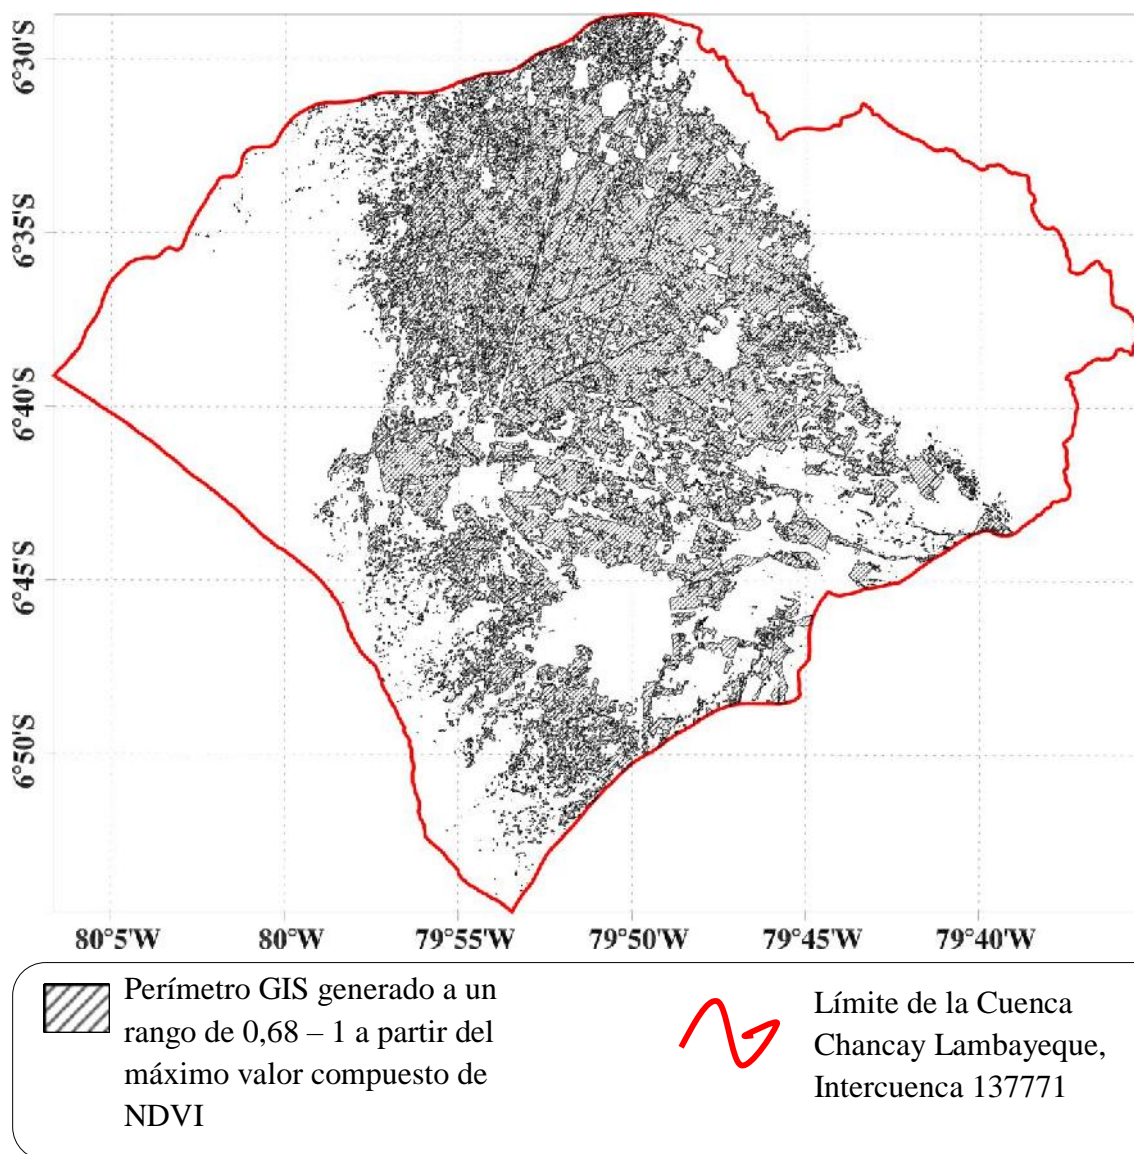 6°30'S
6°35'S
6°40'S
6°45'S
6°50'S
80°5'W
80°W
79°55'W
79°50'W
79°45'W
79°40'W
Perímetro GIS generado a un
rango de 0,68 – 1 a partir del
máximo valor compuesto de
NDVI
Límite de la Cuenca
Chancay Lambayeque,
Intercuenca 137771